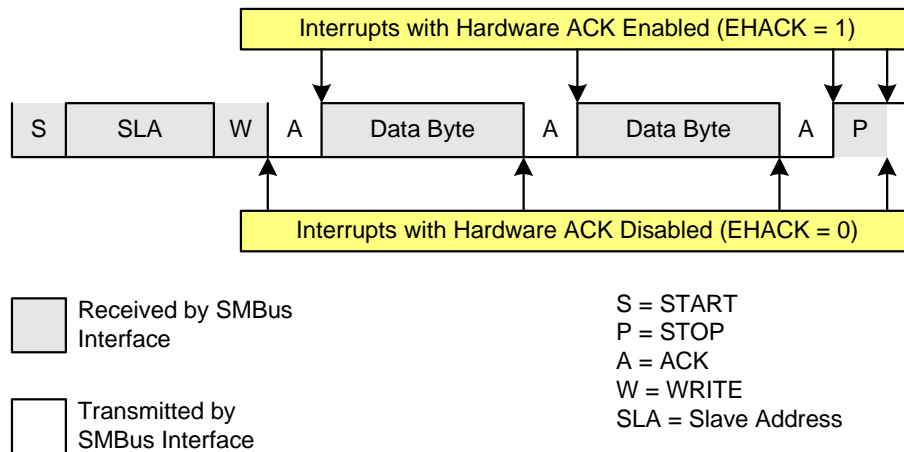 Interrupts with Hardware ACK Enabled (EHACK = 1)
S SLA W A Data Byte A Data Byte A P
Interrupts with Hardware ACK Disabled (EHACK = 0)
Received by SMBus
Interface
Transmitted by
SMBus Interface
S = START
P = STOP
A = ACK
W = WRITE
SLA = Slave Address